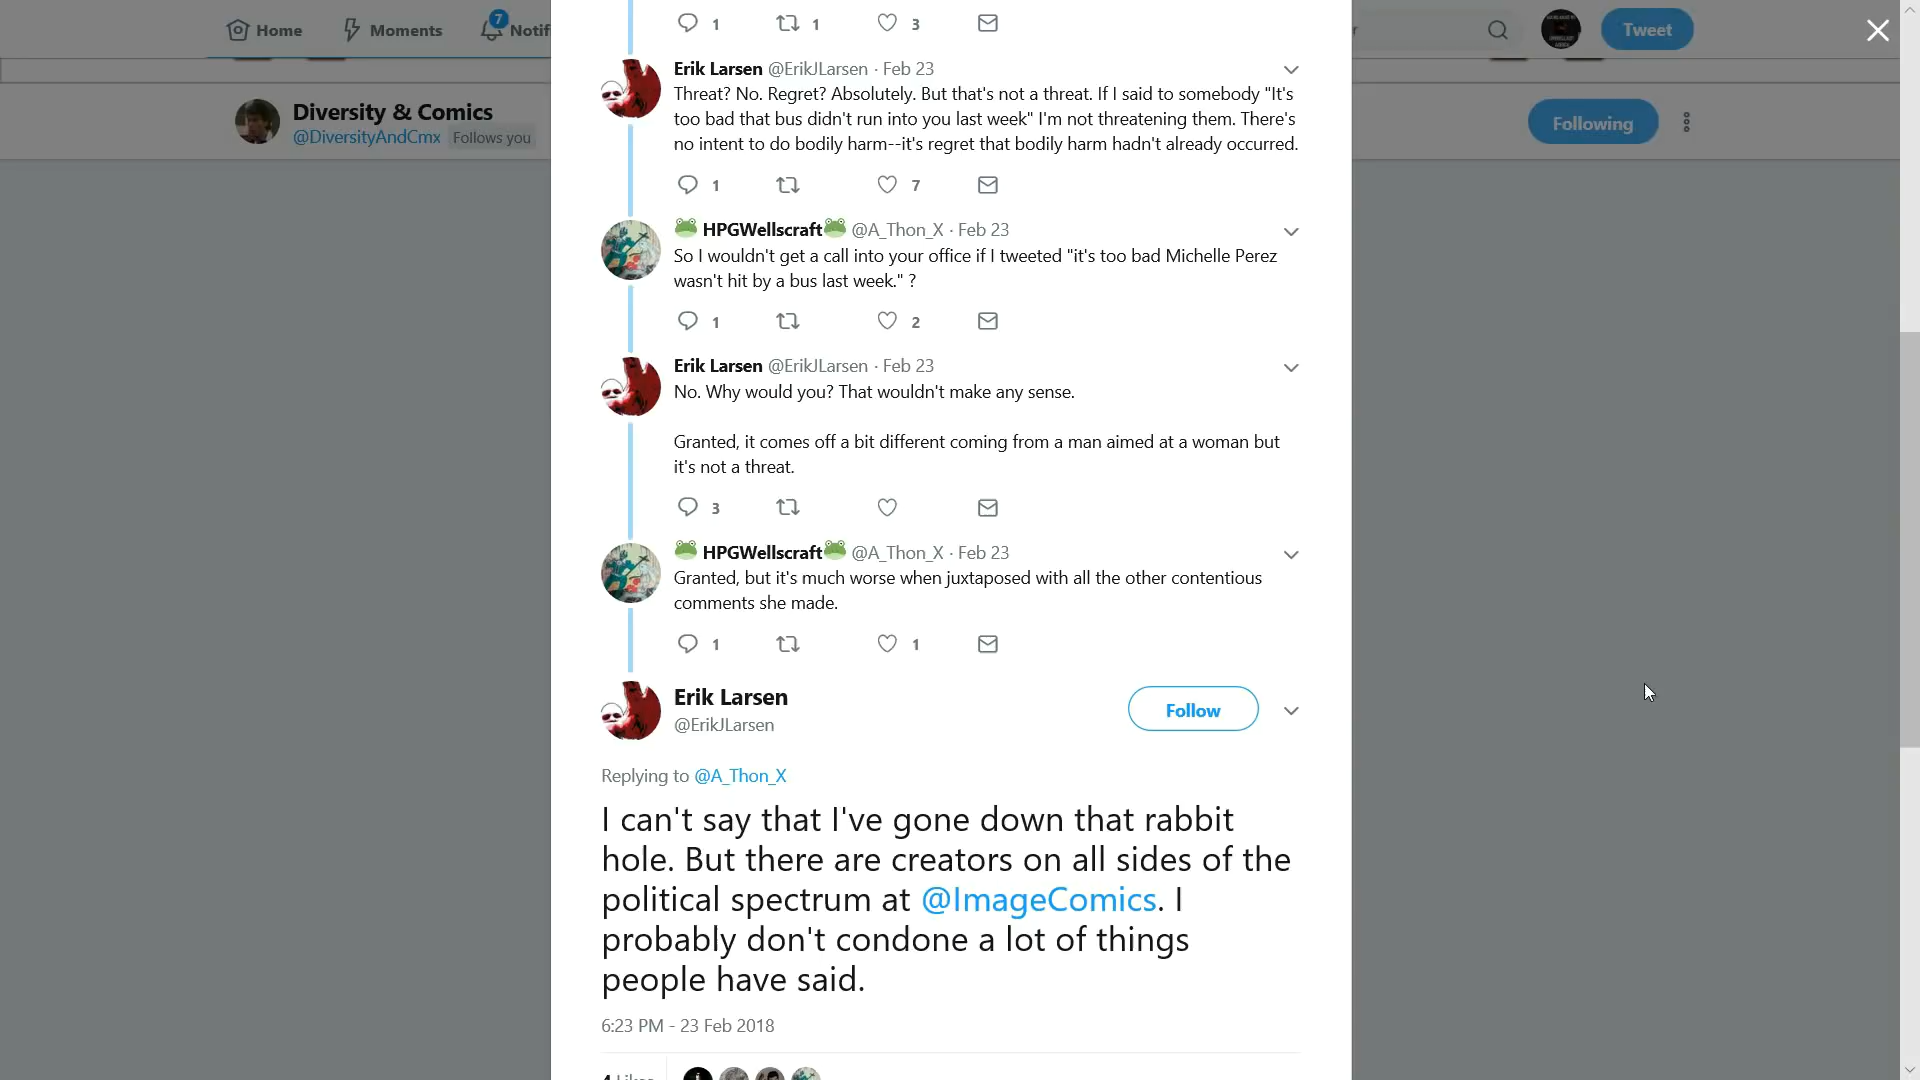 1 1 3
Home Moments 7 Notif r Tweet
Erik Larsen @ErikJLarsen · Feb 23
Threat? No. Regret? Absolutely. But that's not a threat. If I said to somebody "It's
too bad that bus didn't run into you last week" I'm not threatening them. There's
no intent to do bodily harm--it's regret that bodily harm hadn't already occurred.
Diversity & Comics
@DiversityAndCmx Follows you
Following
1 7
🐸 HPGWellscraft🐸 @A_Thon_X · Feb 23
So I wouldn't get a call into your office if I tweeted "it's too bad Michelle Perez
wasn't hit by a bus last week." ?
1 2
Erik Larsen @ErikJLarsen · Feb 23
No. Why would you? That wouldn't make any sense.
Granted, it comes off a bit different coming from a man aimed at a woman but
it's not a threat.
3
🐸 HPGWellscraft🐸 @A_Thon_X · Feb 23
Granted, but it's much worse when juxtaposed with all the other contentious
comments she made.
1 1
Erik Larsen
@ErikJLarsen
Follow
Replying to @A_Thon_X
I can't say that I've gone down that rabbit
hole. But there are creators on all sides of the
political spectrum at @ImageComics. I
probably don't condone a lot of things
people have said.
6:23 PM - 23 Feb 2018
4 Likes